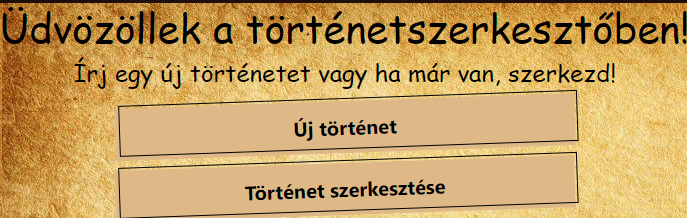 Üdvözöllek a történetszerkesztőben!
Írj egy új történetet vagy ha már van, szerkezd!
Új történet
Történet szerkesztése